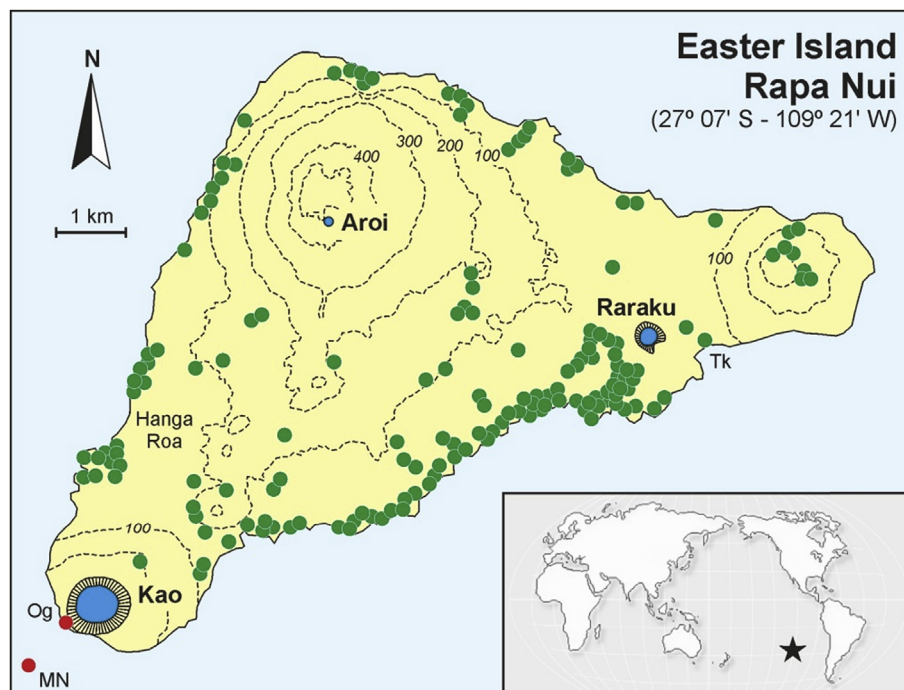 Easter Island
Rapa Nui
(27º 07' S - 109º 21' W)
N
1 km
400
300
200
100
Aroi
100
Raraku
Tk
Hanga
Roa
100
Kao
Og
MN